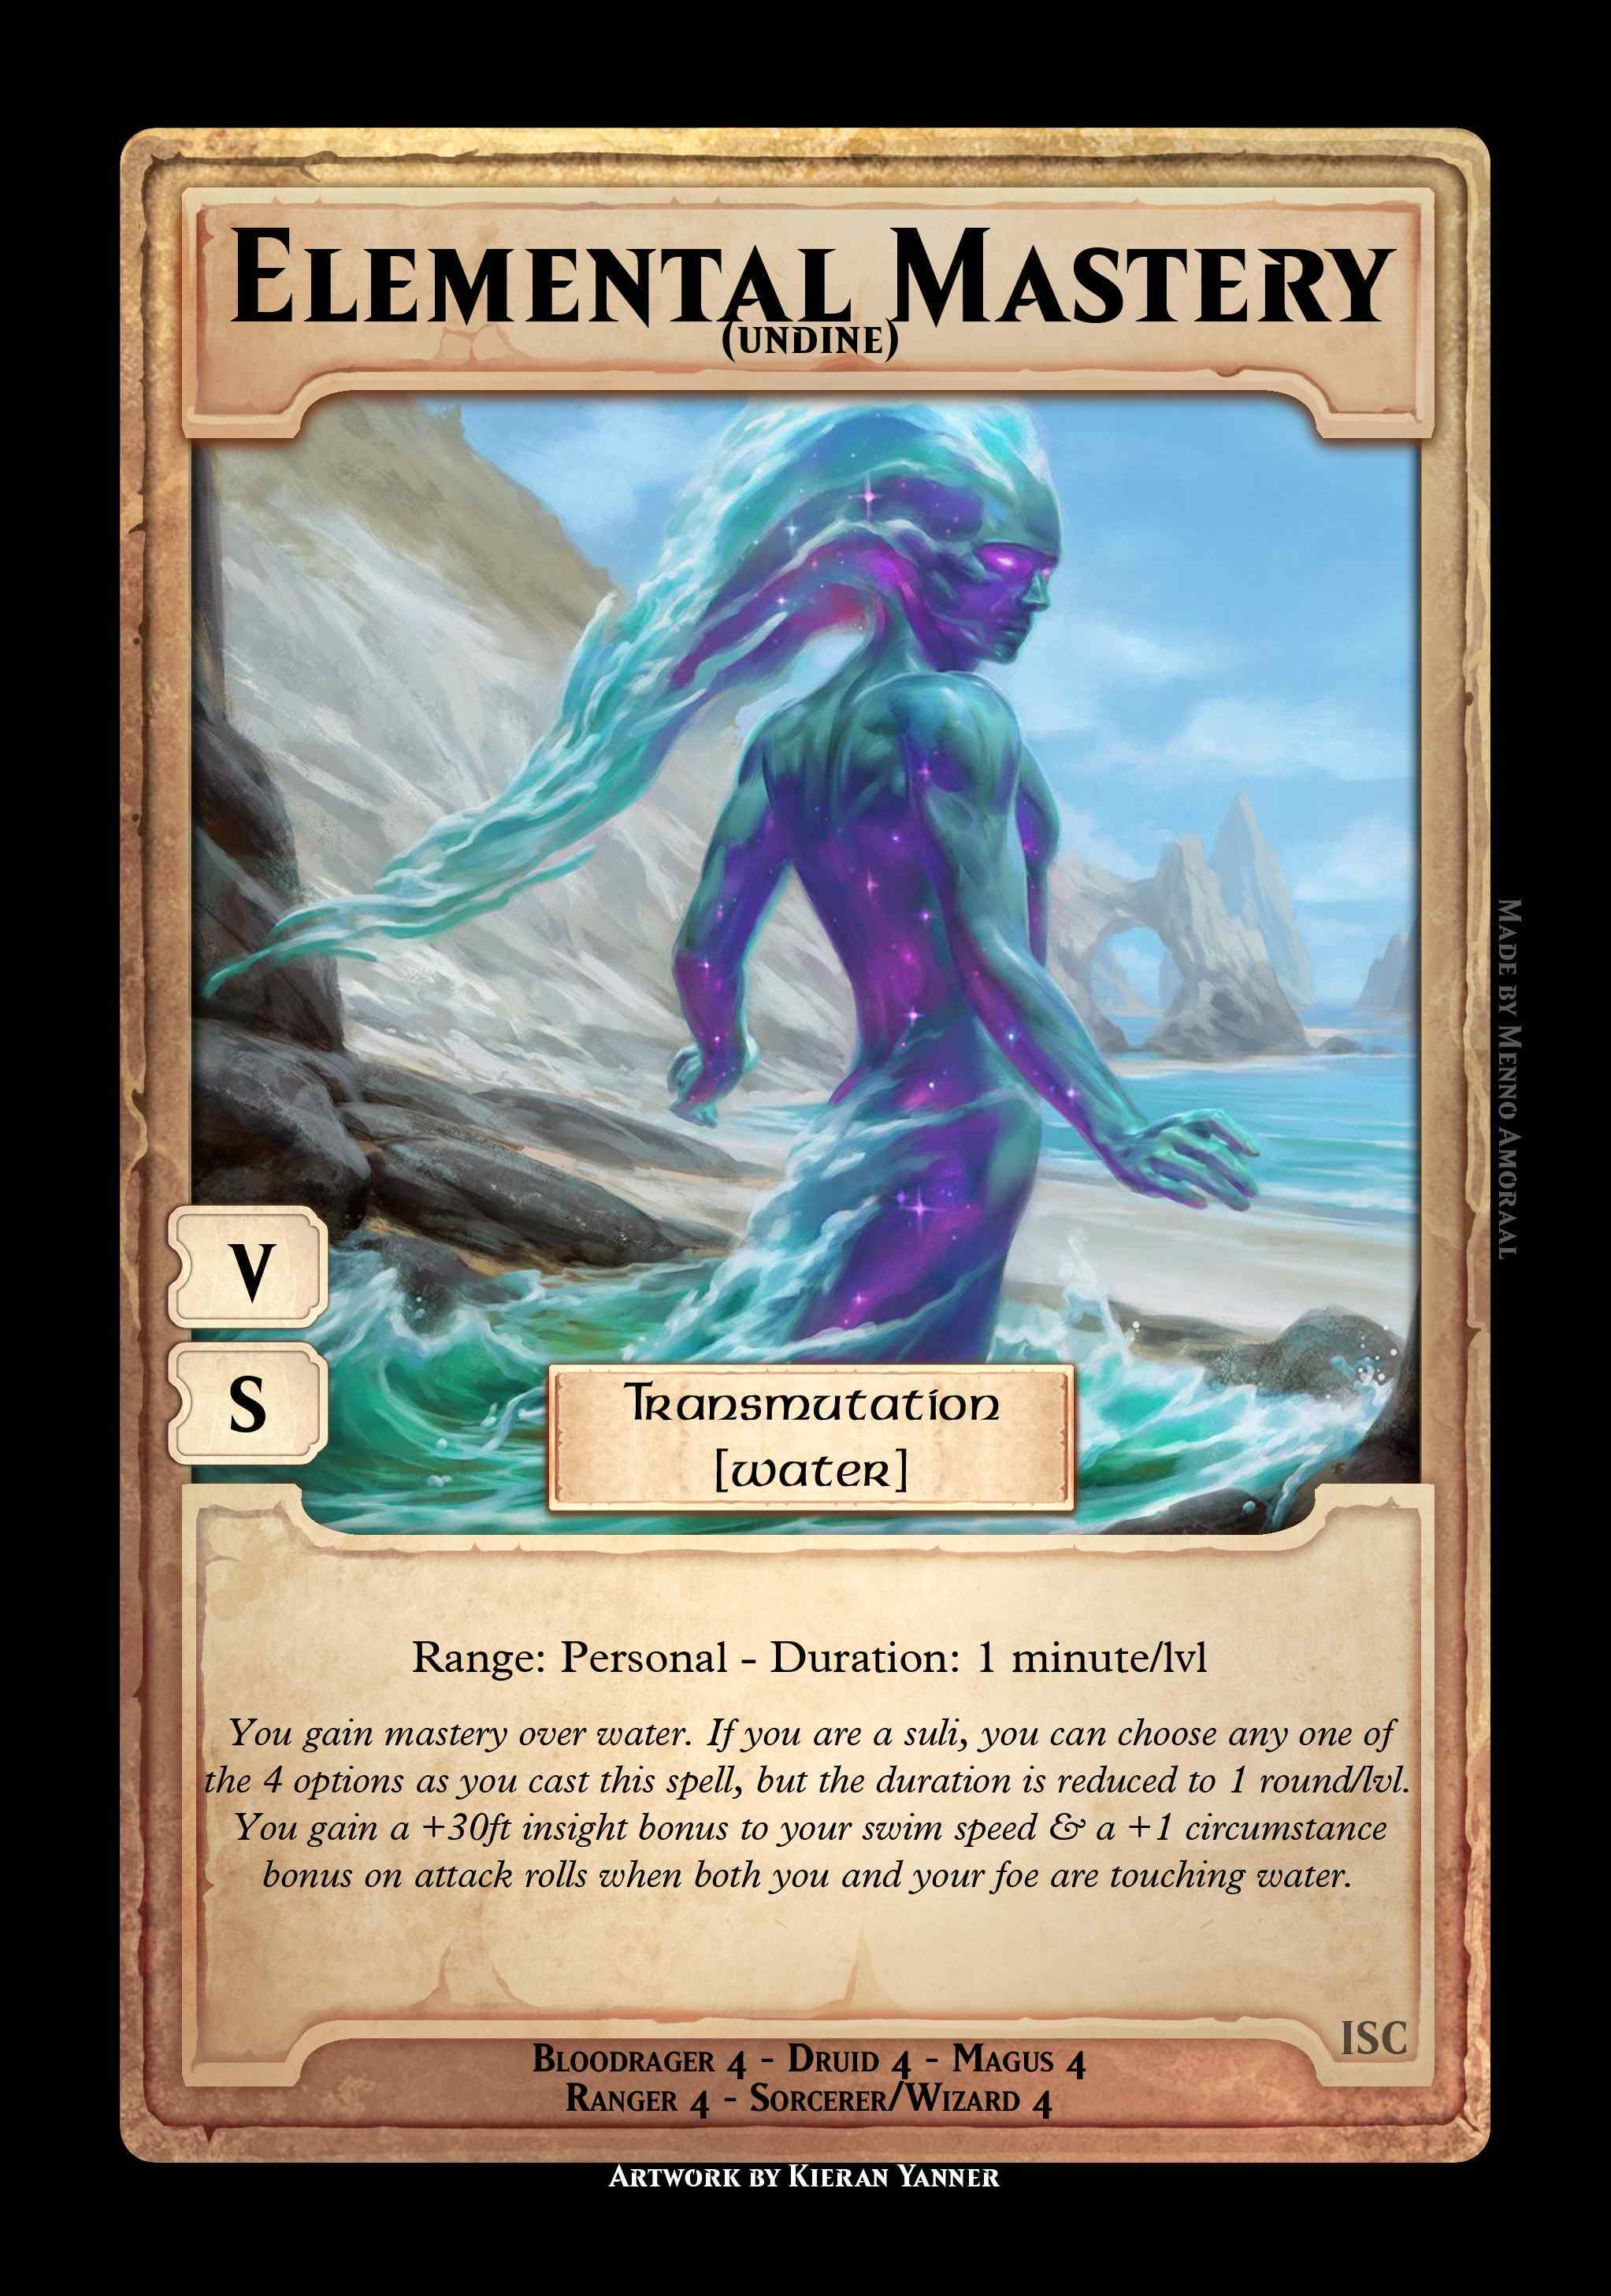 Elemental Mastery
(undine)
V
S
Transmutation
[water]
Range: Personal - Duration: 1 minute/lvl
You gain mastery over water. If you are a suli, you can choose any one of
the 4 options as you cast this spell, but the duration is reduced to 1 round/lvl.
You gain a +30ft insight bonus to your swim speed & a +1 circumstance
bonus on attack rolls when both you and your foe are touching water.
ISC
Bloodrager 4 - Druid 4 - Magus 4
Ranger 4 - Sorcerer/Wizard 4
Artwork by Kieran Yanner
Made by Menno Amoraal